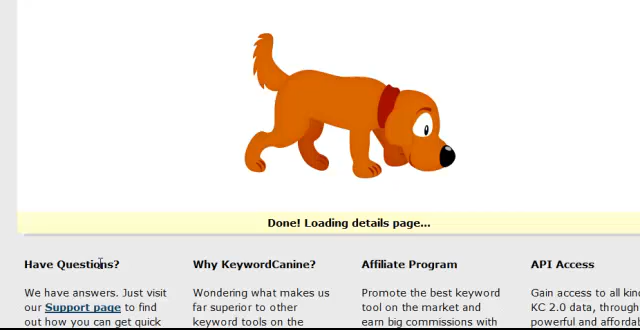 Done! Loading details page...
Have Questions?
We have answers. Just visit
our Support page to find
out how you can get quick
Why KeywordCanine?
Wondering what makes us
far superior to other
keyword tools on the
Affiliate Program
Promote the best keyword
tool on the market and
earn big commissions with
API Access
Gain access to all
KC 2.0 data, through
powerful and